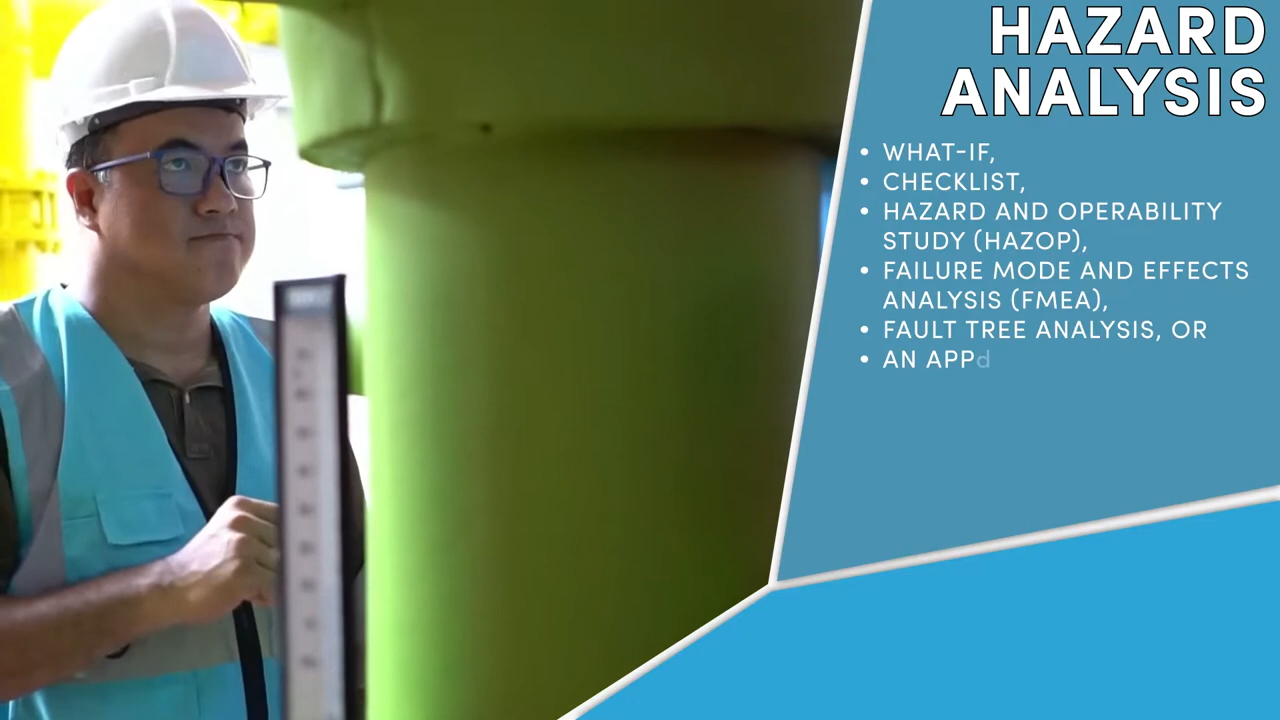 HAZARD
ANALYSIS
• WHAT-IF,
• CHECKLIST,
• HAZARD AND OPERABILITY
STUDY (HAZOP),
• FAILURE MODE AND EFFECTS
ANALYSIS (FMEA),
• FAULT TREE ANALYSIS, OR
• AN APPd